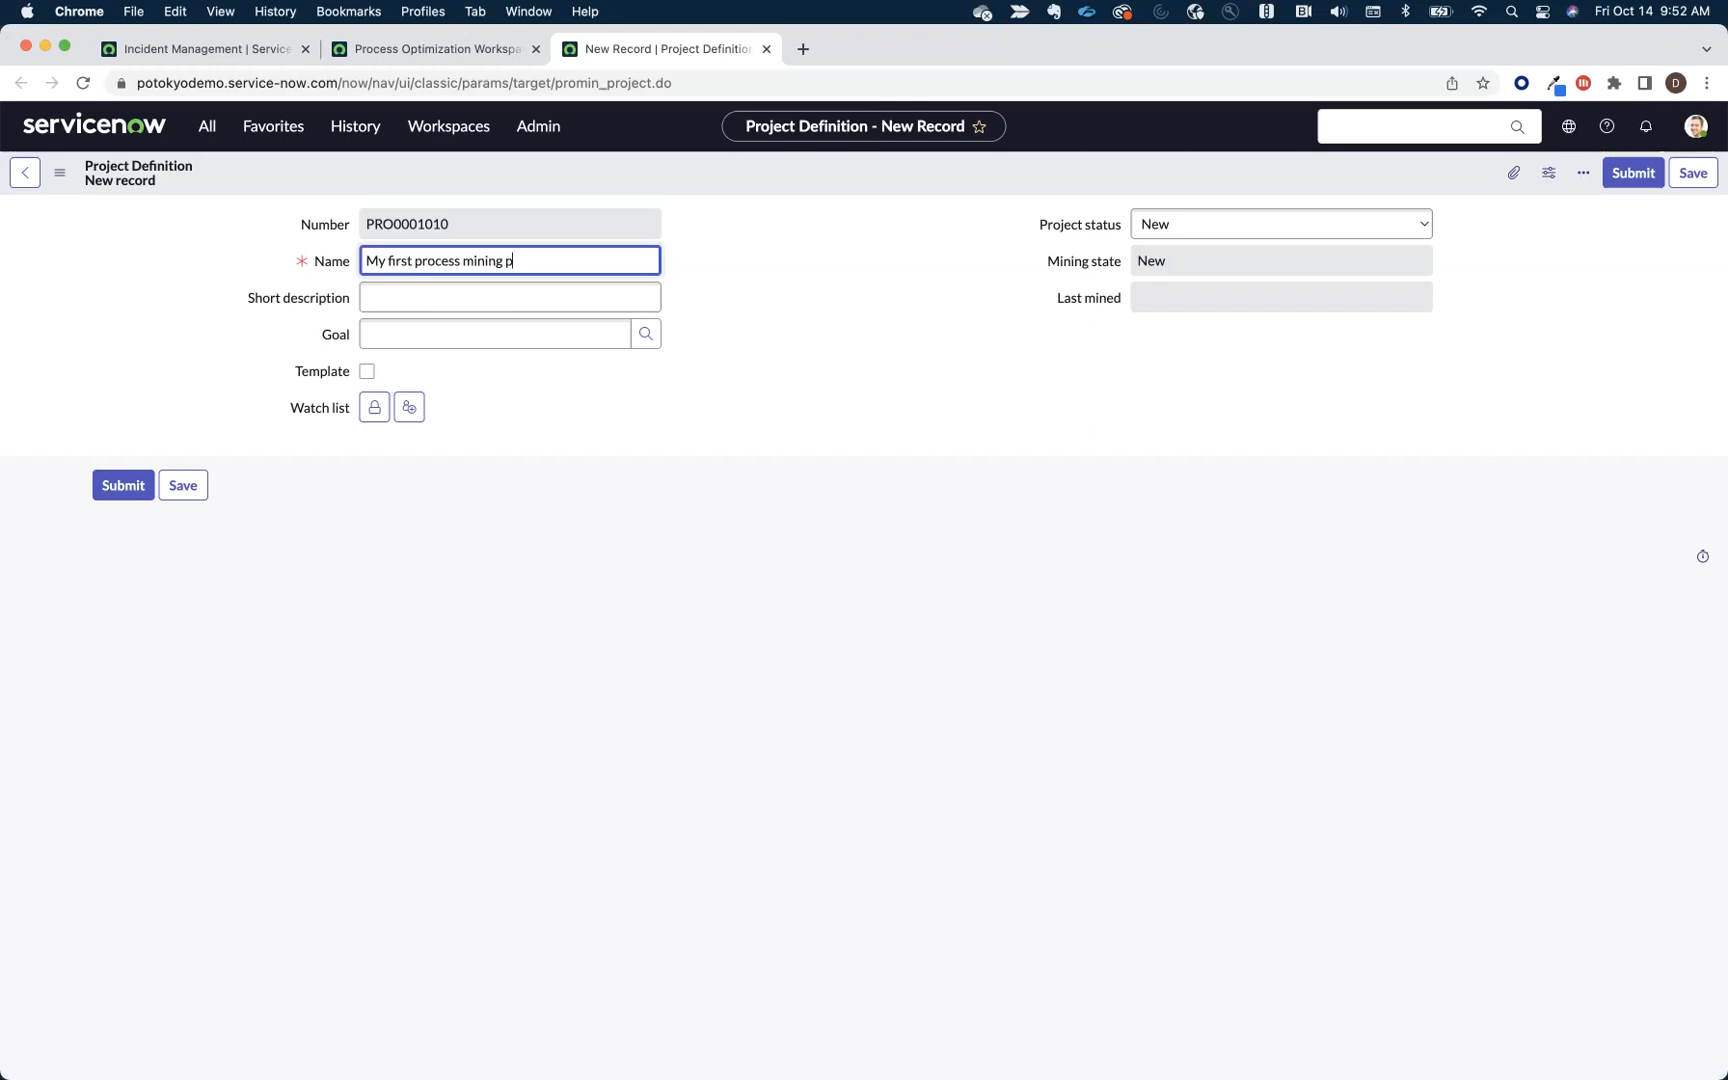 Chrome File Edit View History Bookmarks Profiles Tab Window Help Fri Oct 14 9:52 AM
Incident Management | Service Process Optimization Workspa New Record | Project Definition
potokyodemo.service-now.com/now/nav/ui/classic/params/target/promin_project.do D
servicenow All Favorites History Workspaces Admin Project Definition - New Record
Project Definition
New record
Submit Save
Number PRO0001010 Project status New
Name My first process mining p Mining state New
Short description Last mined
Goal
Template
Watch list
Submit Save